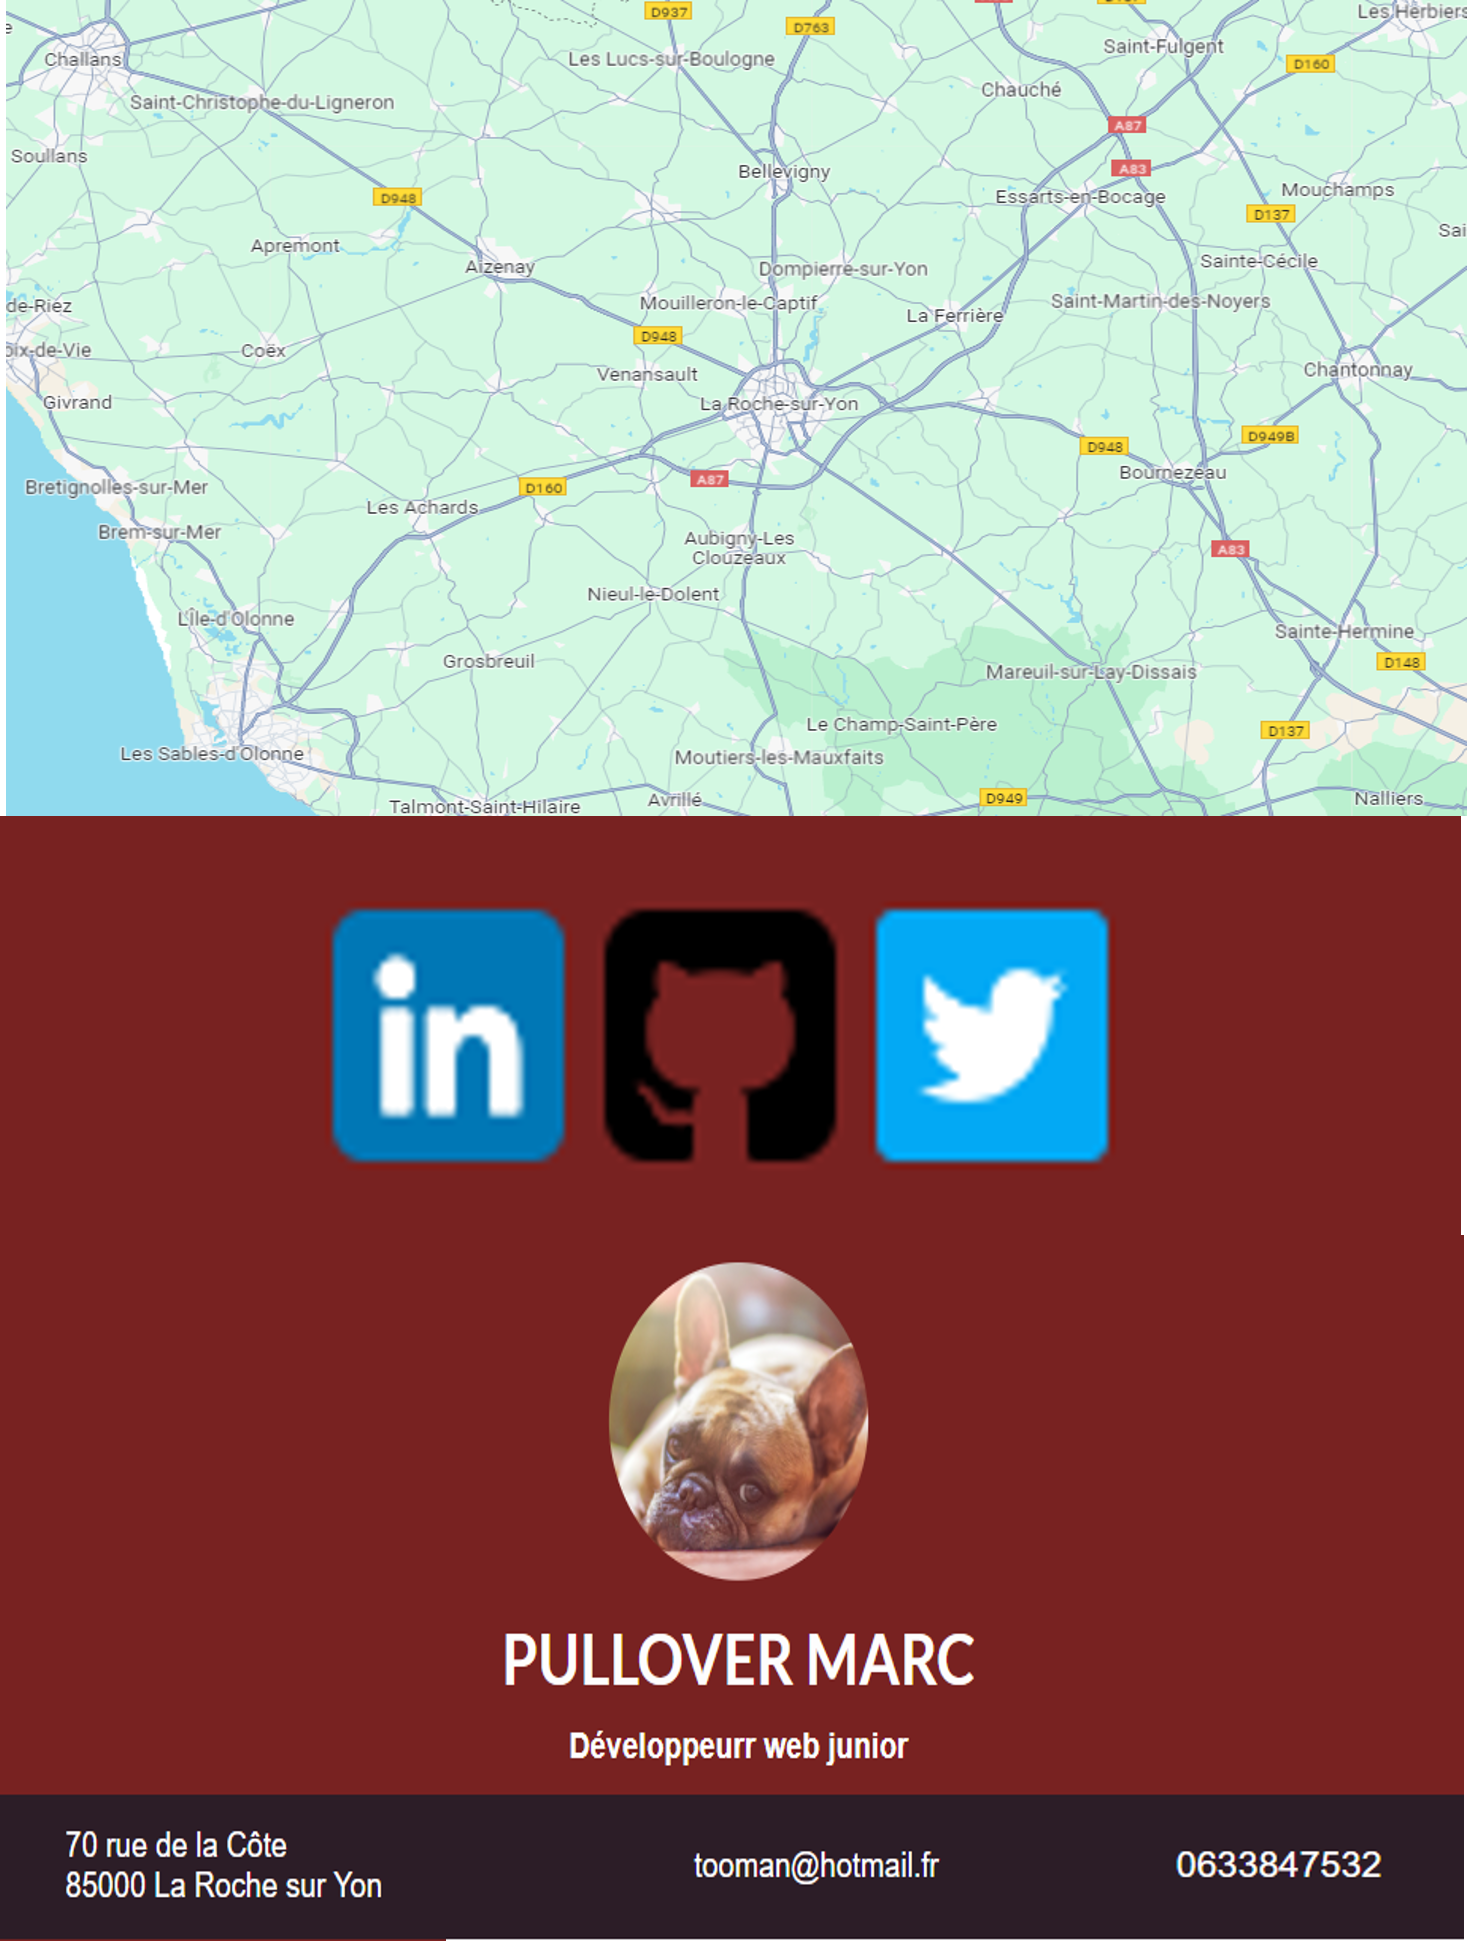 D937
D763
Les Herbiers
Challans
Les Lucs-sur-Boulogne
Saint-Fulgent
D160
Chauché
Saint-Christophe-du-Ligneron
A87
Soullans
Bellevigny
A83
D948
Essarts-en-Bocage
Mouchamps
D137
Apremont
Aizenay
Dompierre-sur-Yon
Sainte-Cécile
de-Riez
Mouilleron-le-Captif
La Ferrière
Saint-Martin-des-Noyers
D948
oix-de-Vie
Coëx
Venansault
Chantonnay
Givrand
La Roche-sur-Yon
D948
D949B
Bretignolles-sur-Mer
D160
A87
Bournezeau
Les Achards
Brem-sur-Mer
Aubigny-Les
Clouzeaux
A83
Nieul-le-Dolent
L'Île-d'Olonne
Sainte-Hermine
Grosbreuil
Mareuil-sur-Lay-Dissais
D148
Le Champ-Saint-Père
D137
Les Sables-d'Olonne
Moutiers-les-Mauxfaits
Talmont-Saint-Hilaire
Avrillé
D949
Nalliers
in
PULLOVER MARC
Développeurr web junior
70 rue de la Côte
85000 La Roche sur Yon
tooman@hotmail.fr
0633847532